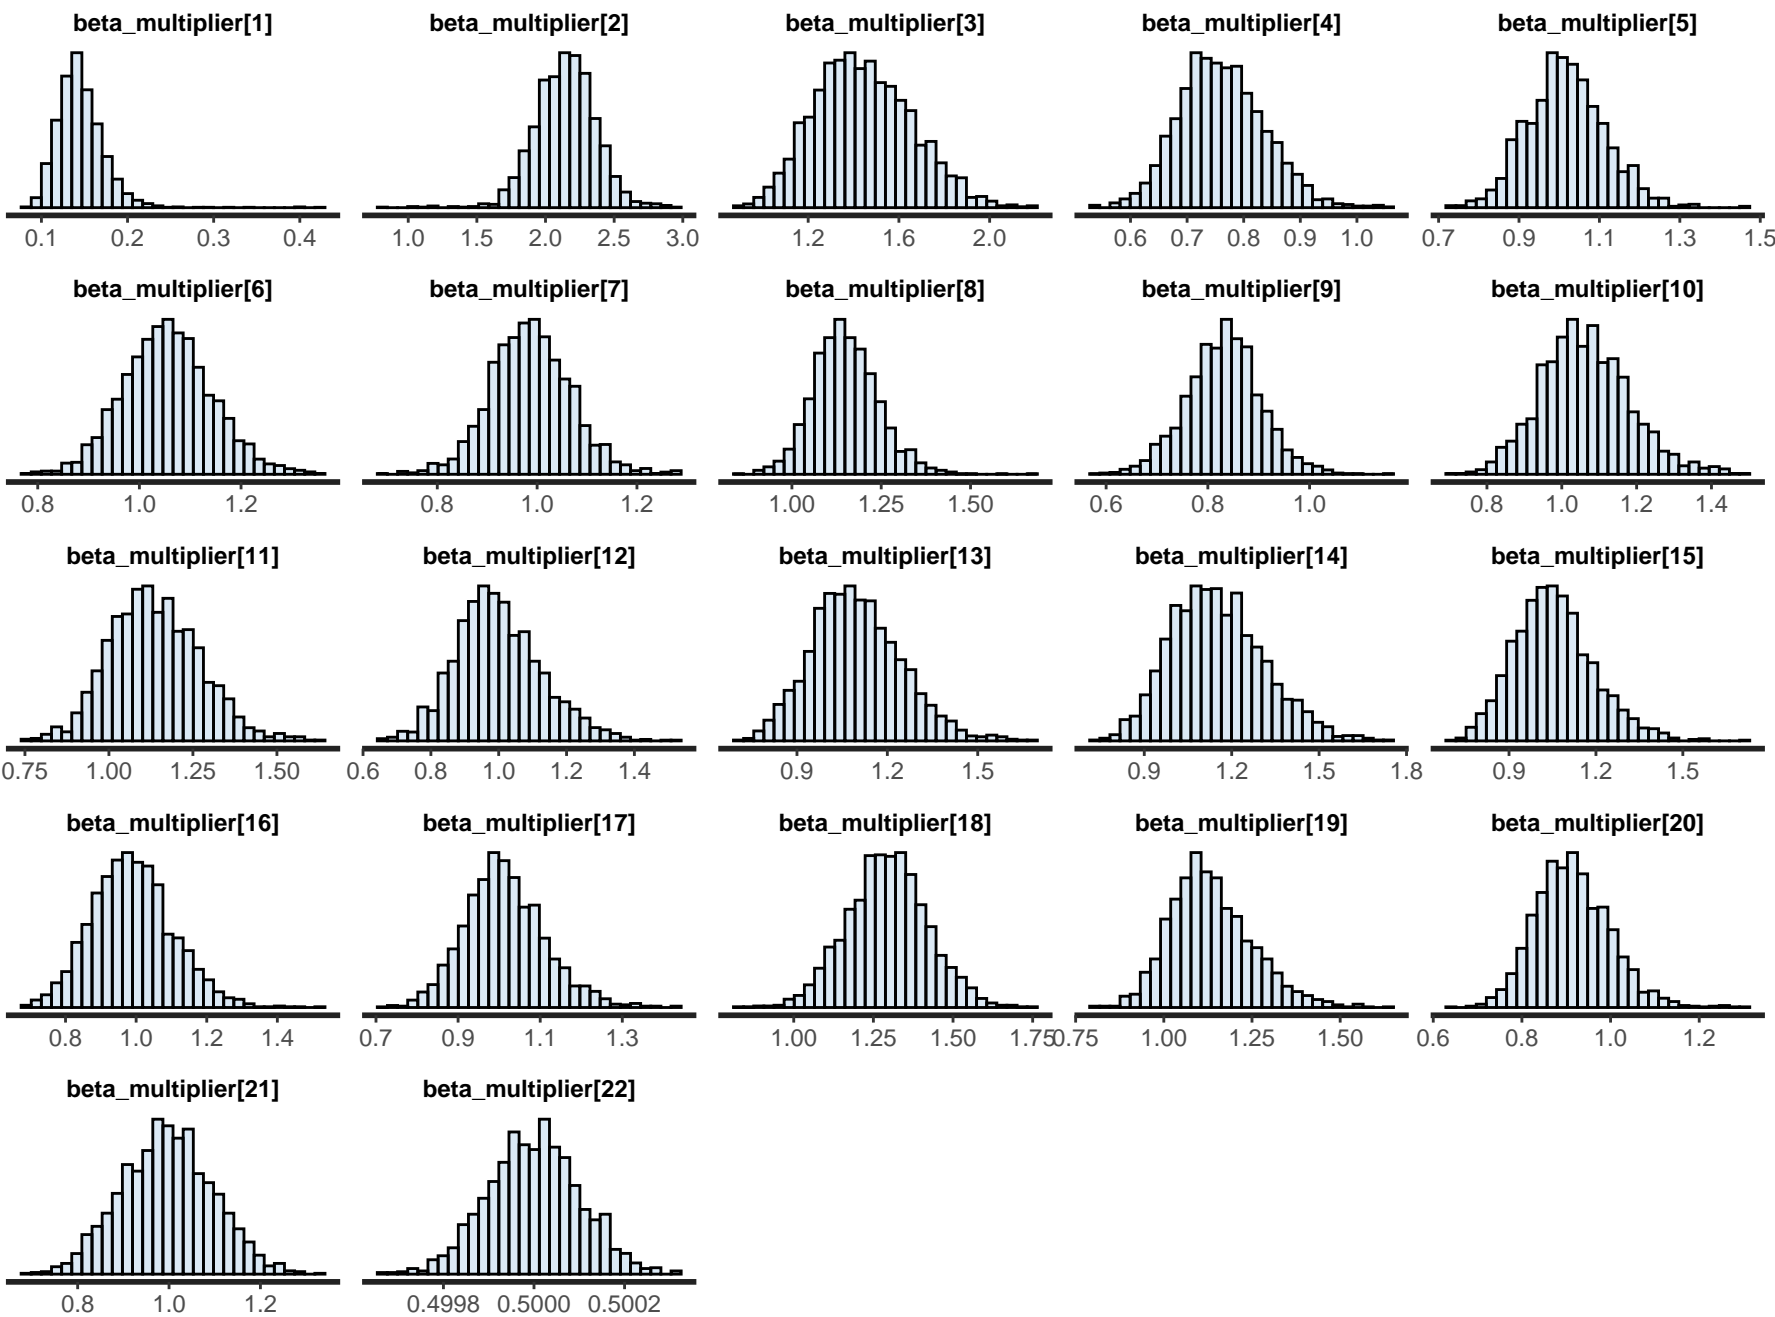 beta_multiplier[1] beta_multiplier[2] beta_multiplier[3] beta_multiplier[4] beta_multiplier[5]
0.1 0.2 0.3 0.4 1.0 1.5 2.0 2.5 3.0 1.2 1.6 2.0 0.6 0.7 0.8 0.9 1.0 0.7 0.9 1.1 1.3 1.5
beta_multiplier[6] beta_multiplier[7] beta_multiplier[8] beta_multiplier[9] beta_multiplier[10]
0.8 1.0 1.2 0.8 1.0 1.2 1.00 1.25 1.50 0.6 0.8 1.0 0.8 1.0 1.2 1.4
beta_multiplier[11] beta_multiplier[12] beta_multiplier[13] beta_multiplier[14] beta_multiplier[15]
0.75 1.00 1.25 1.50 0.6 0.8 1.0 1.2 1.4 0.9 1.2 1.5 0.9 1.2 1.5 1.8 0.9 1.2 1.5
beta_multiplier[16] beta_multiplier[17] beta_multiplier[18] beta_multiplier[19] beta_multiplier[20]
0.8 1.0 1.2 1.4 0.7 0.9 1.1 1.3 1.00 1.25 1.50 1.75 0.75 1.00 1.25 1.50 0.6 0.8 1.0 1.2
beta_multiplier[21] beta_multiplier[22]
0.8 1.0 1.2 0.4998 0.5000 0.5002